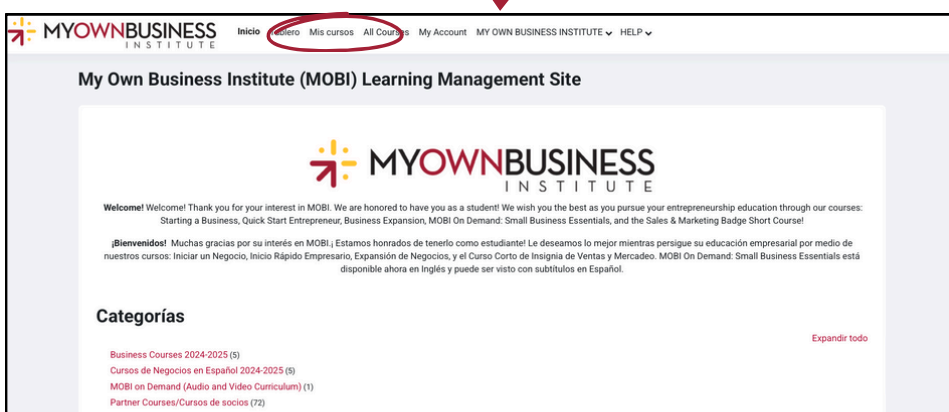 MYOWNBUSINESS
INSTITUTE
Inicio Tablero Mis cursos All Courses My Account MY OWN BUSINESS INSTITUTE HELP
My Own Business Institute (MOBI) Learning Management Site
MYOWNBUSINESS
INSTITUTE
Welcome! Welcome! Thank you for your interest in MOBI. We are honored to have you as a student! We wish you the best as you pursue your entrepreneurship education through our courses:
Starting a Business, Quick Start Entrepreneur, Business Expansion, MOBI On Demand: Small Business Essentials, and the Sales & Marketing Badge Short Course!
¡Bienvenidos! Muchas gracias por su interés en MOBI.¡ Estamos honrados de tenerlo como estudiante! Le deseamos lo mejor mientras persigue su educación empresarial por medio de
nuestros cursos: Iniciar un Negocio, Inicio Rápido Empresario, Expansión de Negocios, y el Curso Corto de Insignia de Ventas y Mercadeo. MOBI On Demand: Small Business Essentials está
disponible ahora en Inglés y puede ser visto con subtítulos en Español.
Categorías
Expandir todo
Business Courses 2024-2025 (5)
Cursos de Negocios en Español 2024-2025 (5)
MOBI on Demand (Audio and Video Curriculum) (1)
Partner Courses/Cursos de socios (72)